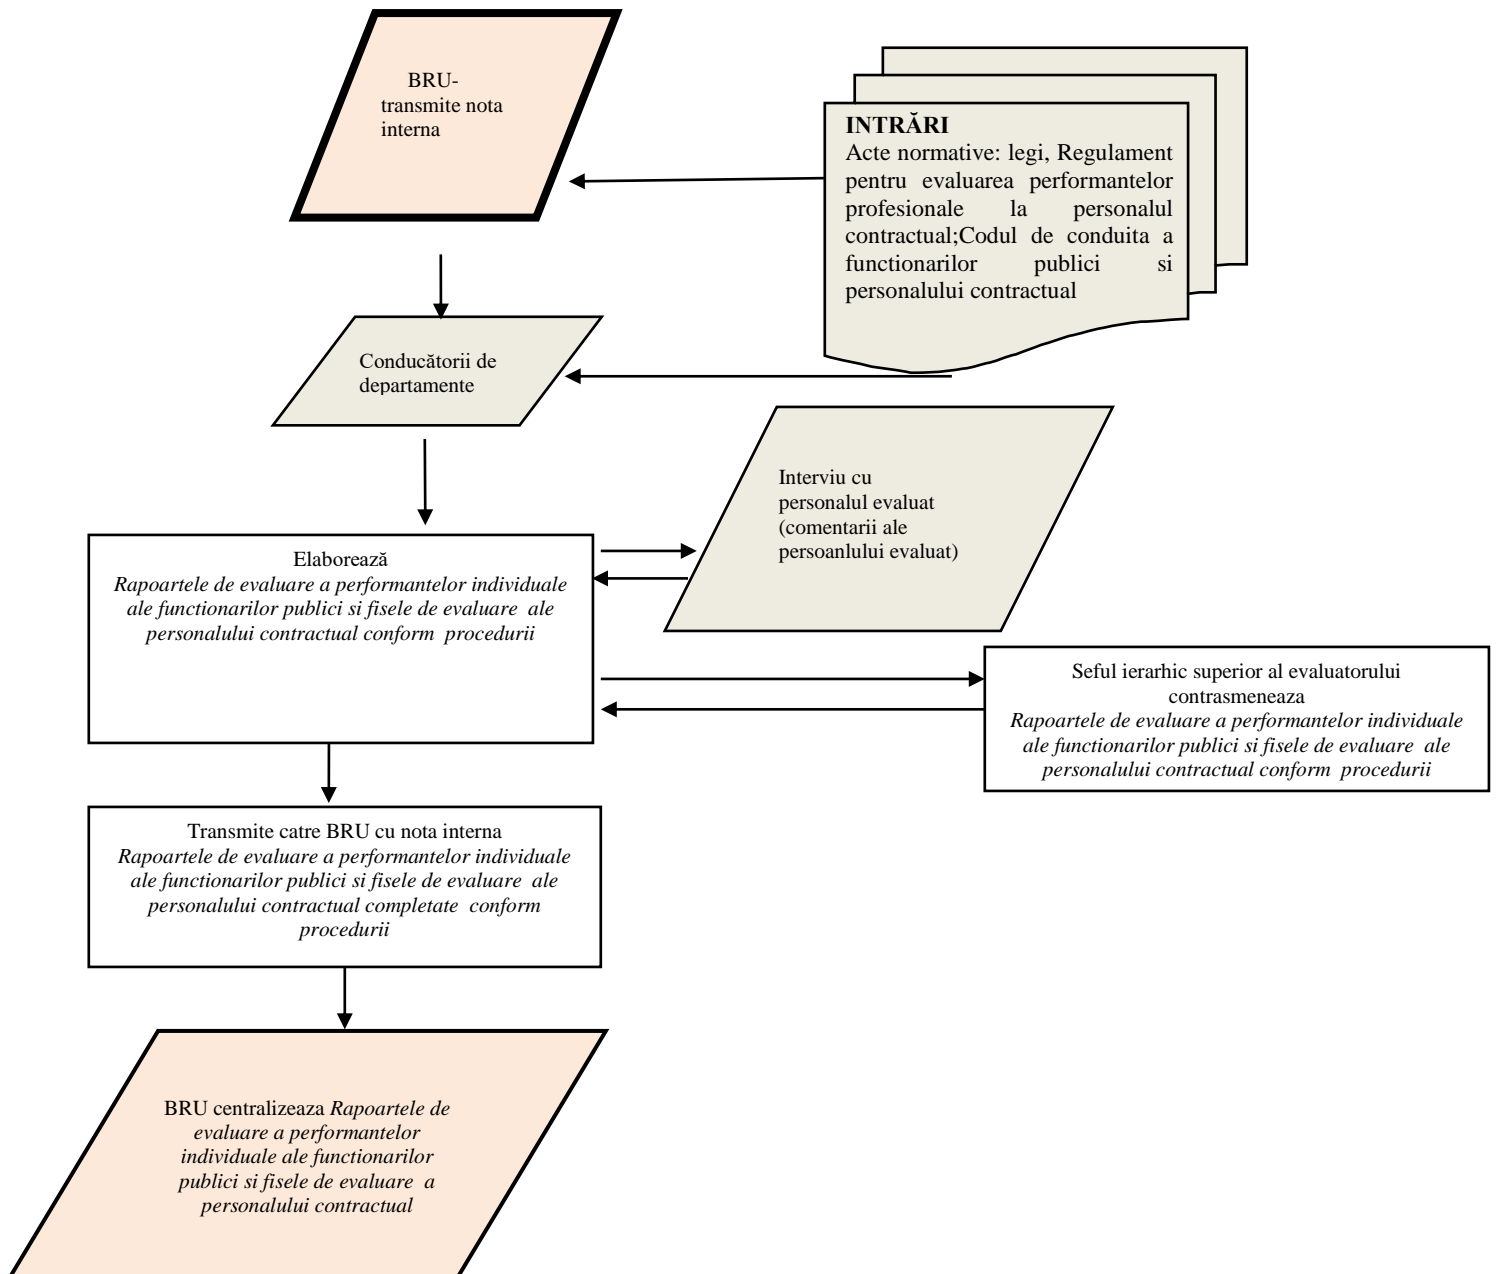 BRU-
transmite nota
interna
INTRĂRI
Acte normative: legi, Regulament
pentru evaluarea performantelor
profesionale la personalul
contractual;Codul de conduita a
functionarilor publici si
personalului contractual
Conducătorii de
departamente
Interviu cu
personalul evaluat
(comentarii ale
persoanlului evaluat)
Elaborează
Rapoartele de evaluare a performantelor individuale
ale functionarilor publici si fisele de evaluare ale
personalului contractual conform procedurii
Seful ierarhic superior al evaluatorului
contrasmeneaza
Rapoartele de evaluare a performantelor individuale
ale functionarilor publici si fisele de evaluare ale
personalului contractual conform procedurii
Transmite catre BRU cu nota interna
Rapoartele de evaluare a performantelor individuale
ale functionarilor publici si fisele de evaluare ale
personalului contractual completate conform
procedurii
BRU centralizeaza Rapoartele de
evaluare a performantelor
individuale ale functionarilor
publici si fisele de evaluare a
personalului contractual